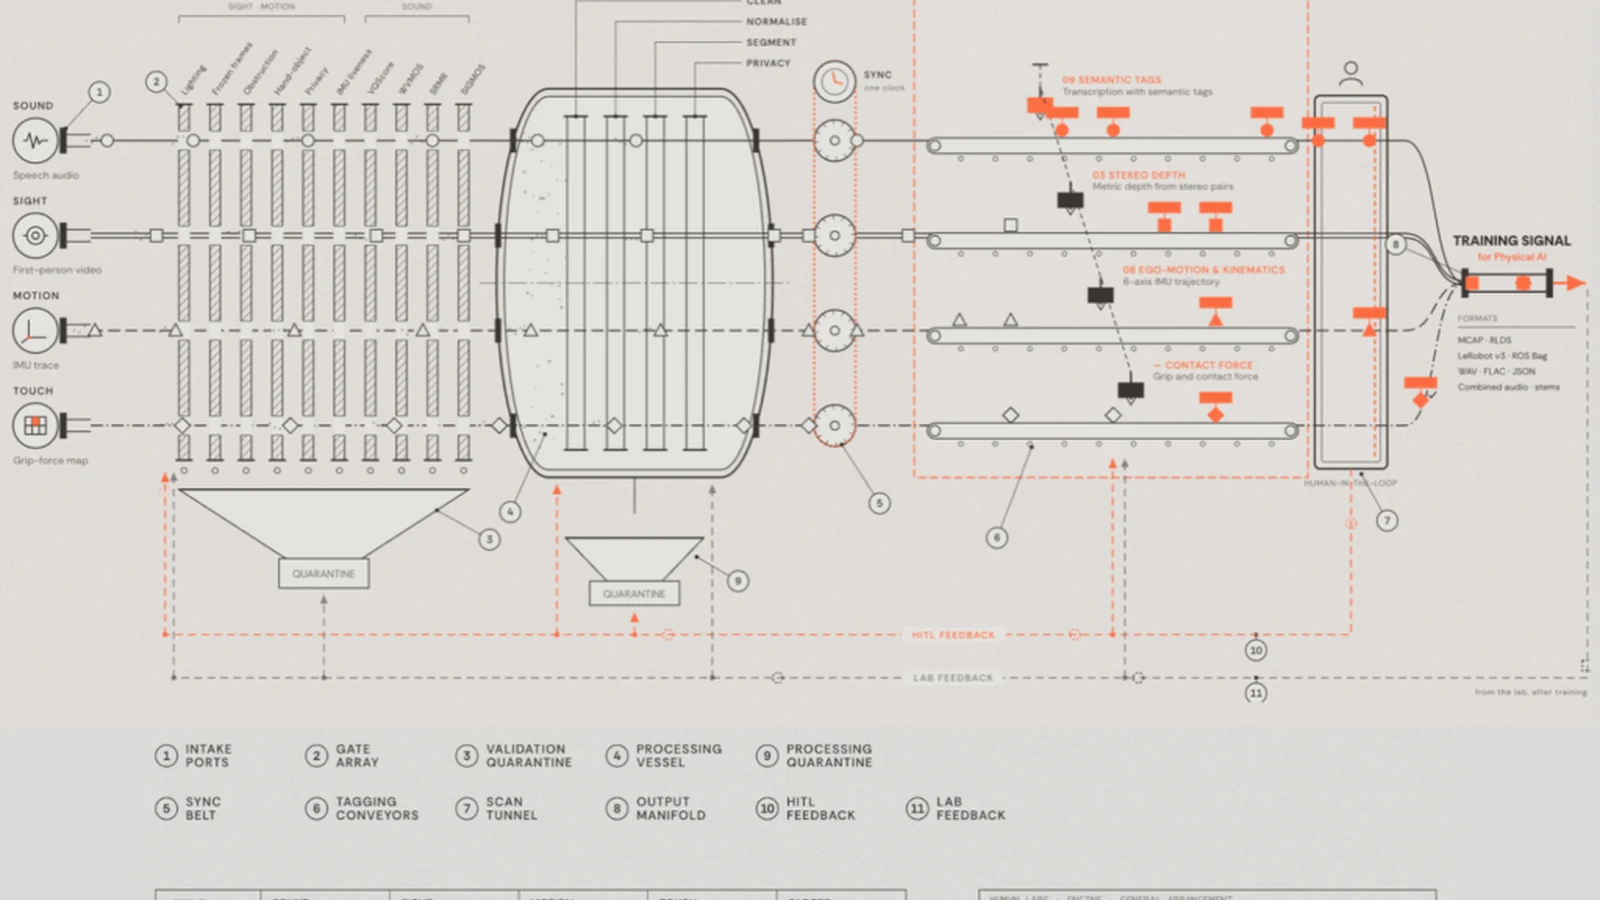 SIGHT · MOTION
SOUND
CLEAN
NORMALISE
SEGMENT
PRIVACY
Lighting
Frozen frames
Obstruction
Hand-object
Privacy
IMU liveness
VQScore
WVMOS
SRMR
SIGMOS
1
2
SYNC
one clock
SOUND
Speech audio
SIGHT
First-person video
MOTION
IMU trace
TOUCH
Grip-force map
09 SEMANTIC TAGS
Transcription with semantic tags
03 STEREO DEPTH
Metric depth from stereo pairs
08 EGO-MOTION & KINEMATICS
6-axis IMU trajectory
— CONTACT FORCE
Grip and contact force
8
TRAINING SIGNAL
for Physical AI
FORMATS
MCAP · RLDS
LeRobot v3 · ROS Bag
WAV · FLAC · JSON
Combined audio · stems
HUMAN-IN-THE-LOOP
3
4
5
6
7
QUARANTINE
QUARANTINE
9
HITL FEEDBACK
10
LAB FEEDBACK
11
from the lab, after training
1 INTAKE PORTS
2 GATE ARRAY
3 VALIDATION QUARANTINE
4 PROCESSING VESSEL
9 PROCESSING QUARANTINE
5 SYNC BELT
6 TAGGING CONVEYORS
7 SCAN TUNNEL
8 OUTPUT MANIFOLD
10 HITL FEEDBACK
11 LAB FEEDBACK